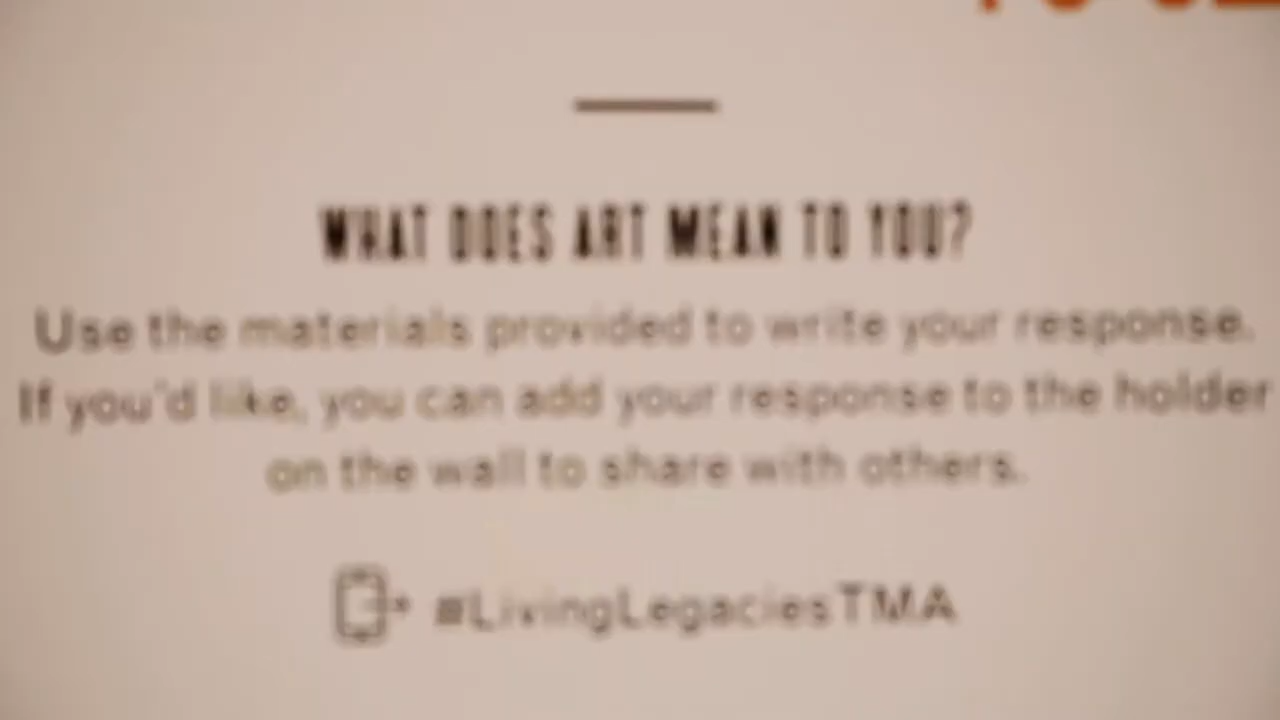 WHAT DOES ART MEAN TO YOU?
Use the materials provided to write your response.
If you'd like, you can add your response to the holder
on the wall to share with others.
#LivingLegaciesTMA